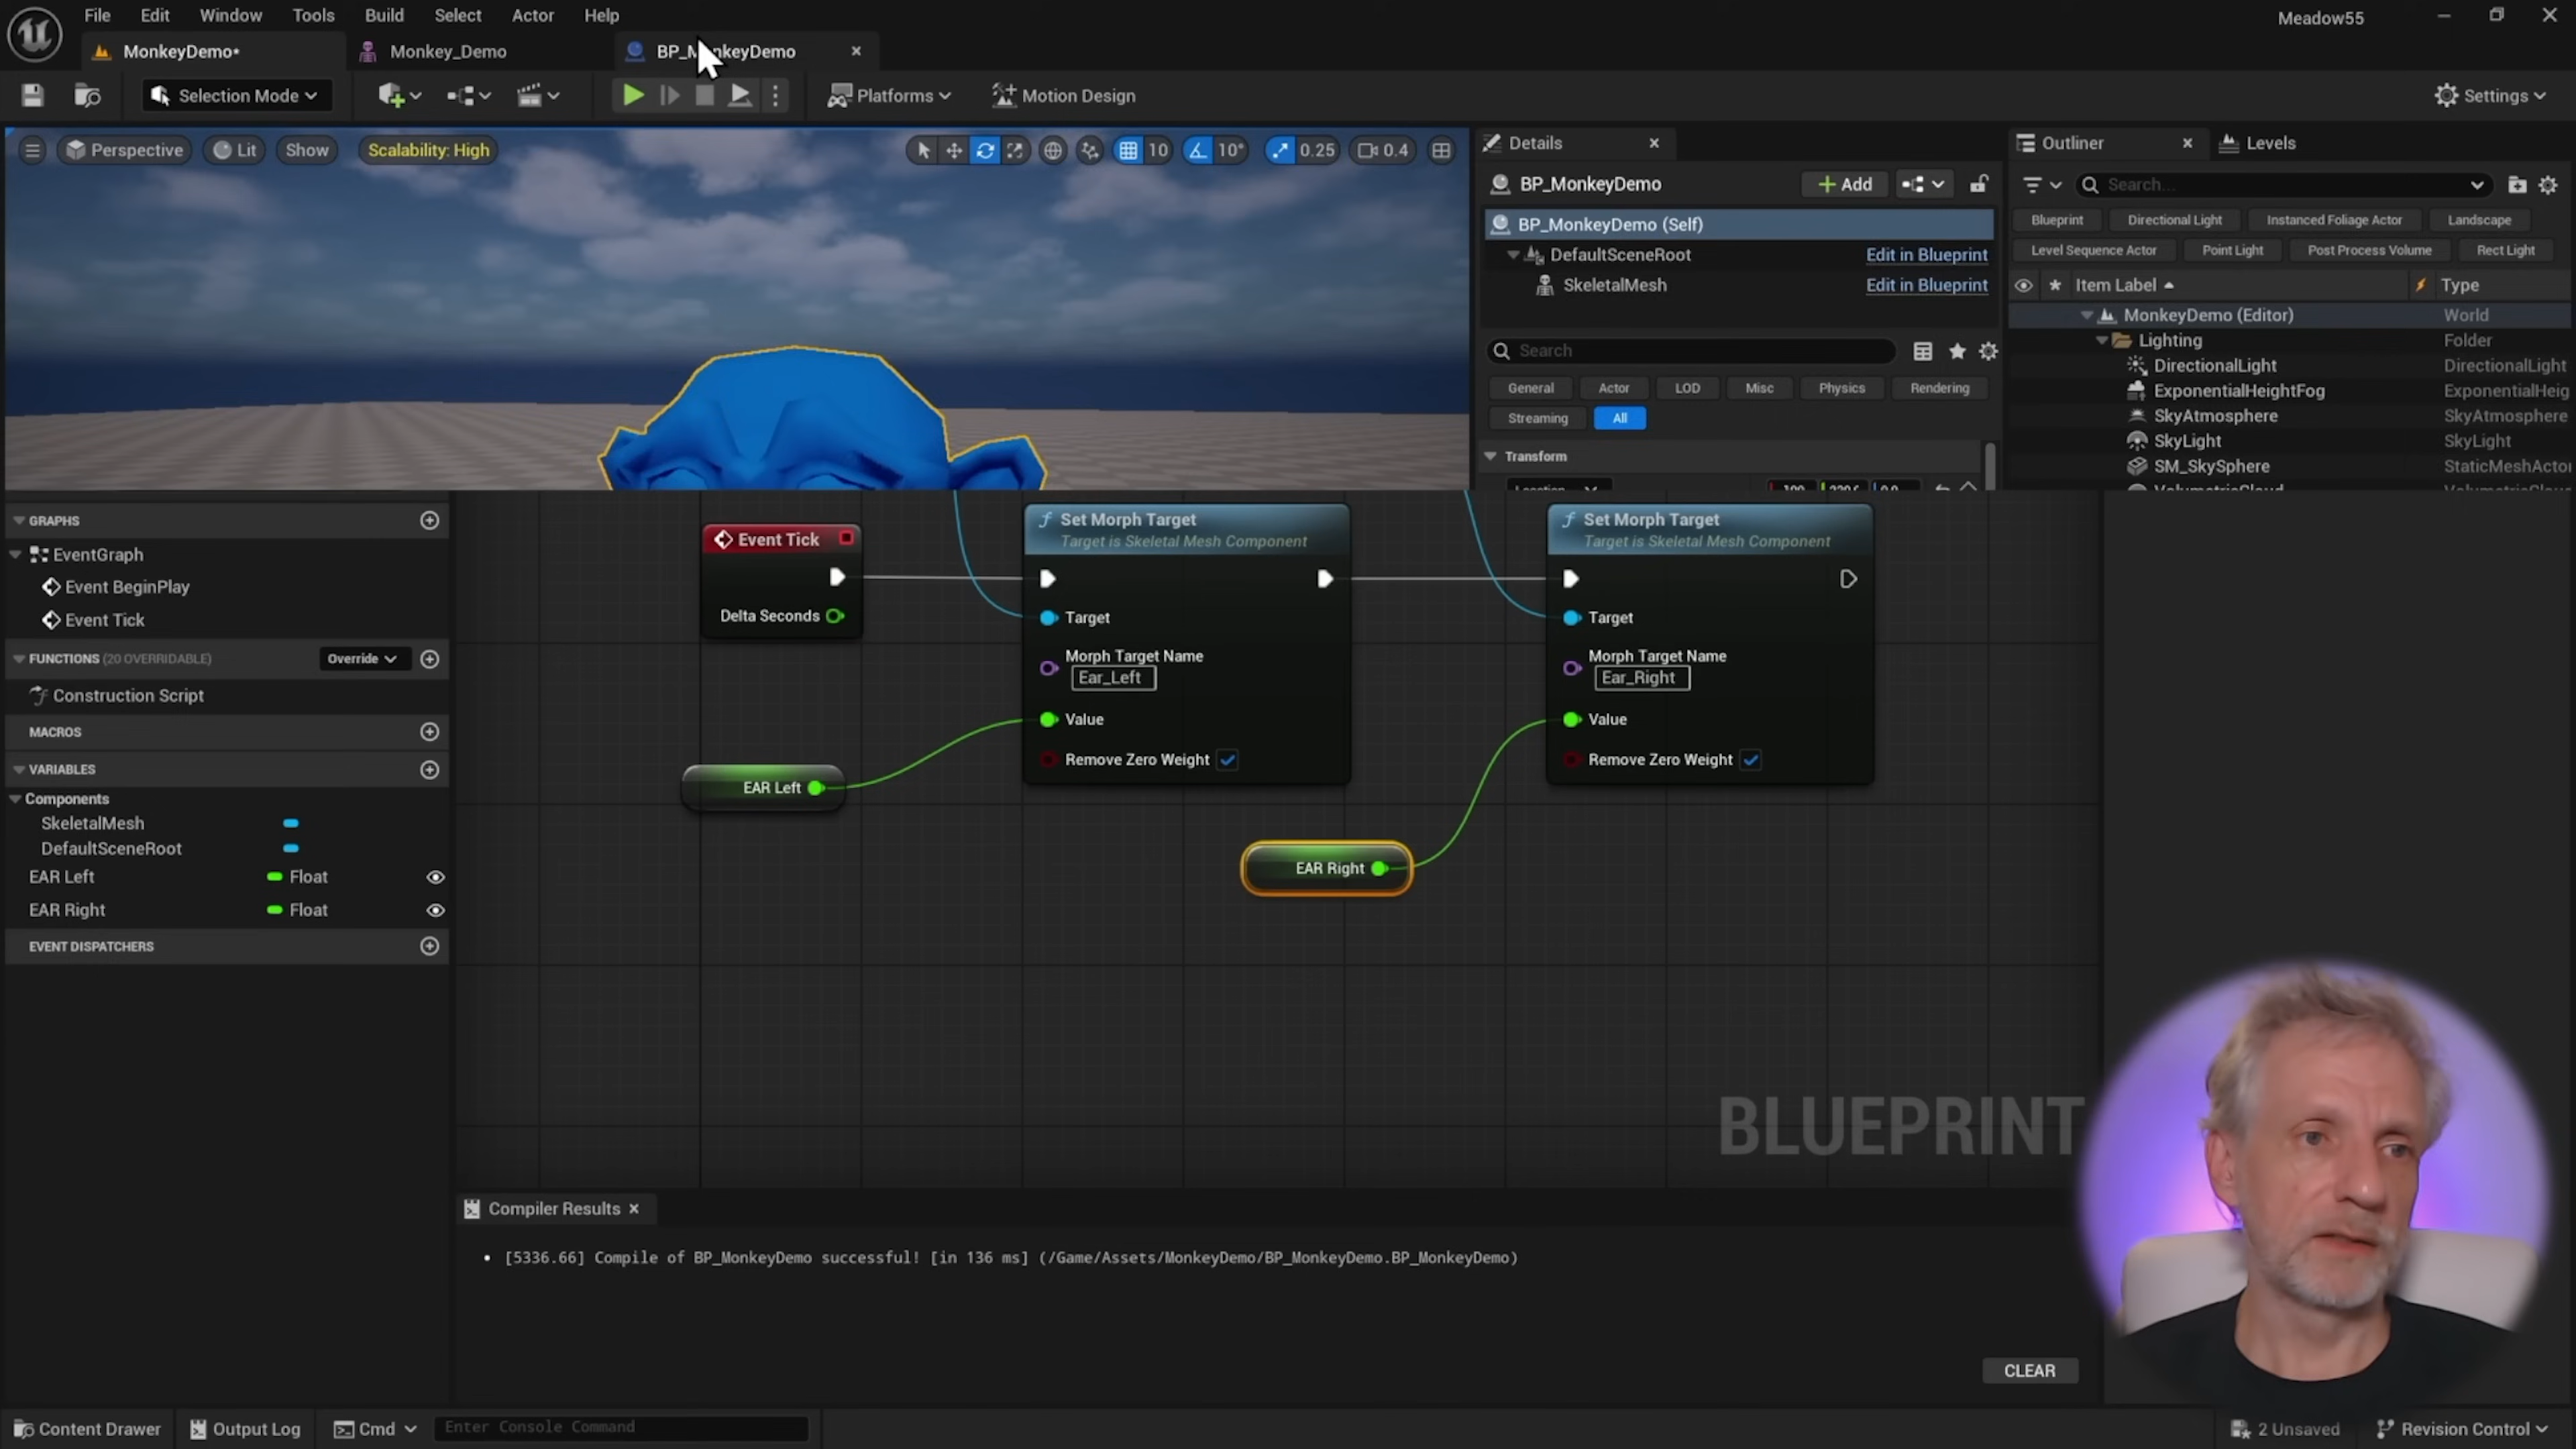 File Edit Window Tools Build Select Actor Help
Meadow55
MonkeyDemo* Monkey_Demo BP_MonkeyDemo
Selection Mode Platforms Motion Design Settings
Perspective Lit Show Scalability: High 10 10° 0.25 0.4
Details
BP_MonkeyDemo Add
BP_MonkeyDemo (Self)
DefaultSceneRoot Edit in Blueprint
SkeletalMesh Edit in Blueprint
Search
General Actor LOD Misc Physics Rendering
Streaming All
Transform
Outliner Levels
Search...
Blueprint Directional Light Instanced Foliage Actor Landscape
Level Sequence Actor Point Light Post Process Volume Rect Light
Item Label Type
MonkeyDemo (Editor) World
Lighting Folder
DirectionalLight DirectionalLight
ExponentialHeightFog ExponentialHeig
SkyAtmosphere SkyAtmosphere
SkyLight SkyLight
SM_SkySphere StaticMeshActo
GRAPHS
EventGraph
Event BeginPlay
Event Tick
FUNCTIONS (20 OVERRIDABLE) Override
Construction Script
MACROS
VARIABLES
Components
SkeletalMesh
DefaultSceneRoot
EAR Left Float
EAR Right Float
EVENT DISPATCHERS
Event Tick
Delta Seconds
EAR Left
Set Morph Target
Target is Skeletal Mesh Component
Target
Morph Target Name
Ear_Left
Value
Remove Zero Weight
EAR Right
Set Morph Target
Target is Skeletal Mesh Component
Target
Morph Target Name
Ear_Right
Value
Remove Zero Weight
BLUEPRINT
Compiler Results
[5336.66] Compile of BP_MonkeyDemo successful! [in 136 ms] (/Game/Assets/MonkeyDemo/BP_MonkeyDemo.BP_MonkeyDemo)
CLEAR
Content Drawer Output Log Cmd Enter Console Command 2 Unsaved Revision Control